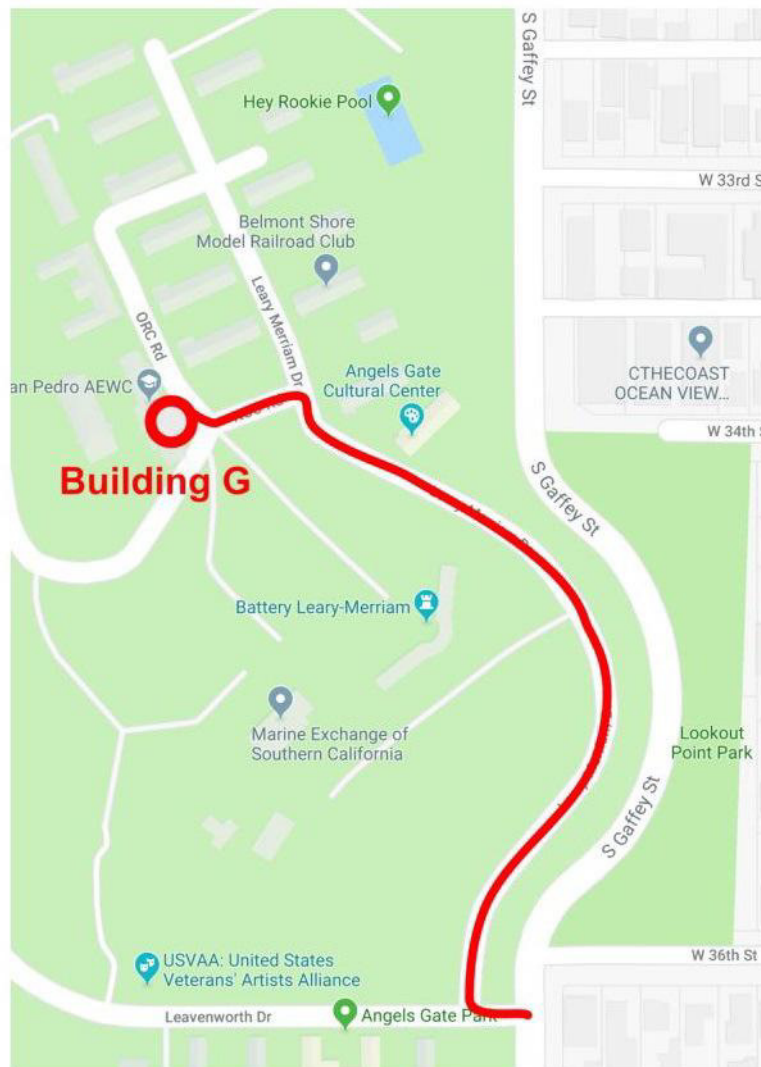 S Gaffey St
Hey Rookie Pool
W 33rd S
Belmont Shore
Model Railroad Club
ORC Rd
Leary Merriam Dr
an Pedro AEWC
Angels Gate
Cultural Center
CTHECOAST
OCEAN VIEW...
W 34th S
Building G
S Gaffey St
Battery Leary-Merriam
Marine Exchange of
Southern California
Lookout
Point Park
S Gaffey St
W 36th St
USVAA: United States
Veterans' Artists Alliance
Leavenworth Dr
Angels Gate Park